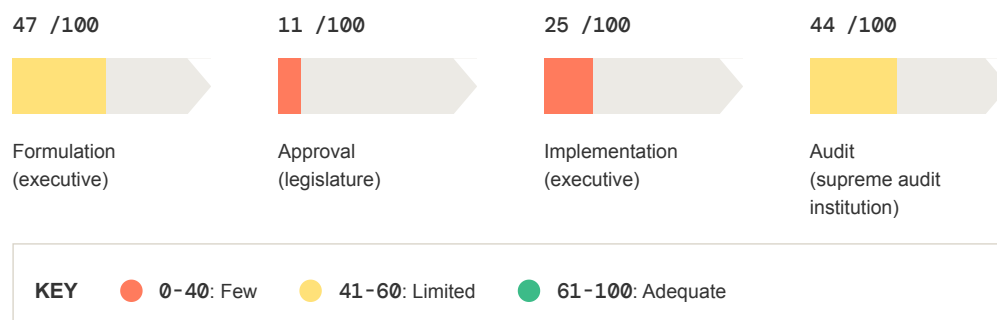 47 /100
11 /100
25 /100
44 /100
Formulation
(executive)
Approval
(legislature)
Implementation
(executive)
Audit
(supreme audit
institution)
KEY 0-40: Few 41-60: Limited 61-100: Adequate